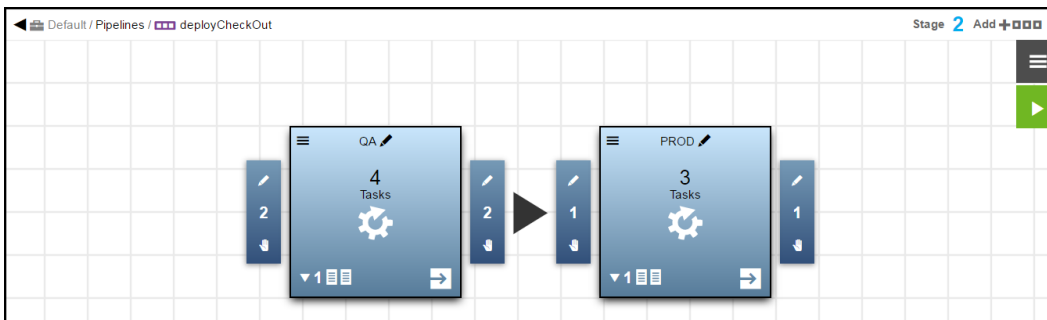 Default / Pipelines / deployCheckOut
Stage 2 Add
QA
PROD
4
Tasks
3
Tasks
2
2
1
1
1
1